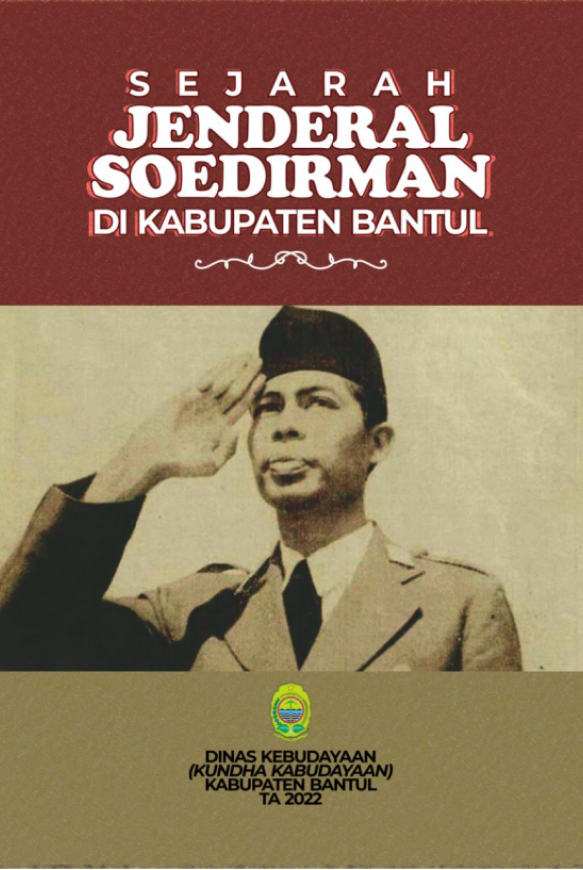 SEJARAH
JENDERAL
SOEDIRMAN
DI KABUPATEN BANTUL
DINAS KEBUDAYAAN
(KUNDHA KABUDAYAAN)
KABUPATEN BANTUL
TA 2022